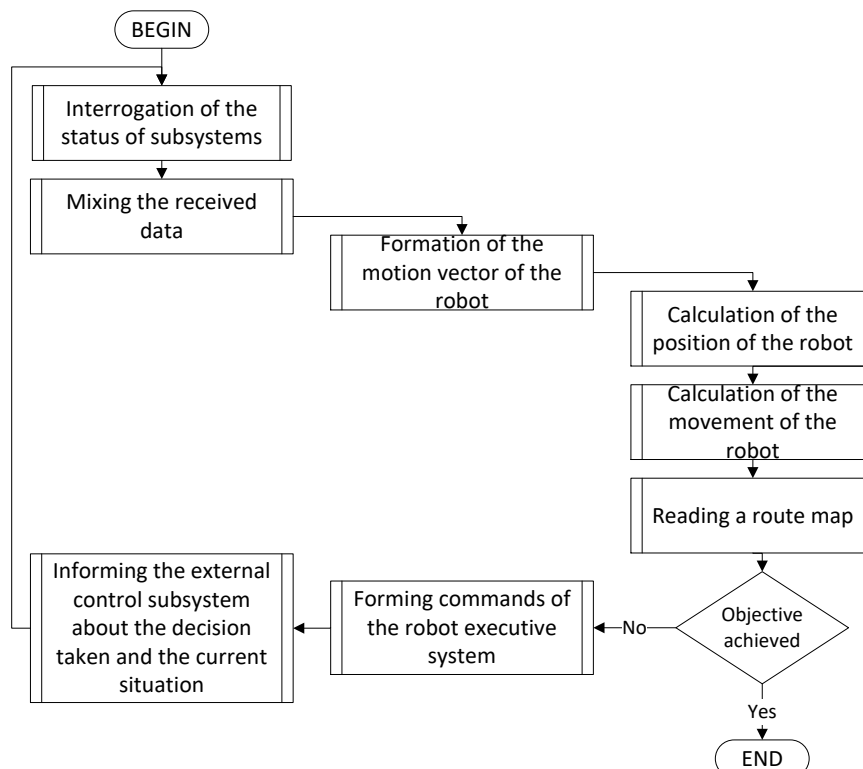 BEGIN
Interrogation of the
status of subsystems
Mixing the received
data
Formation of the
motion vector of the
robot
Calculation of the
position of the robot
Calculation of the
movement of the
robot
Reading a route map
Objective
achieved
No
Forming commands of
the robot executive
system
Informing the external
control subsystem
about the decision
taken and the current
situation
Yes
END